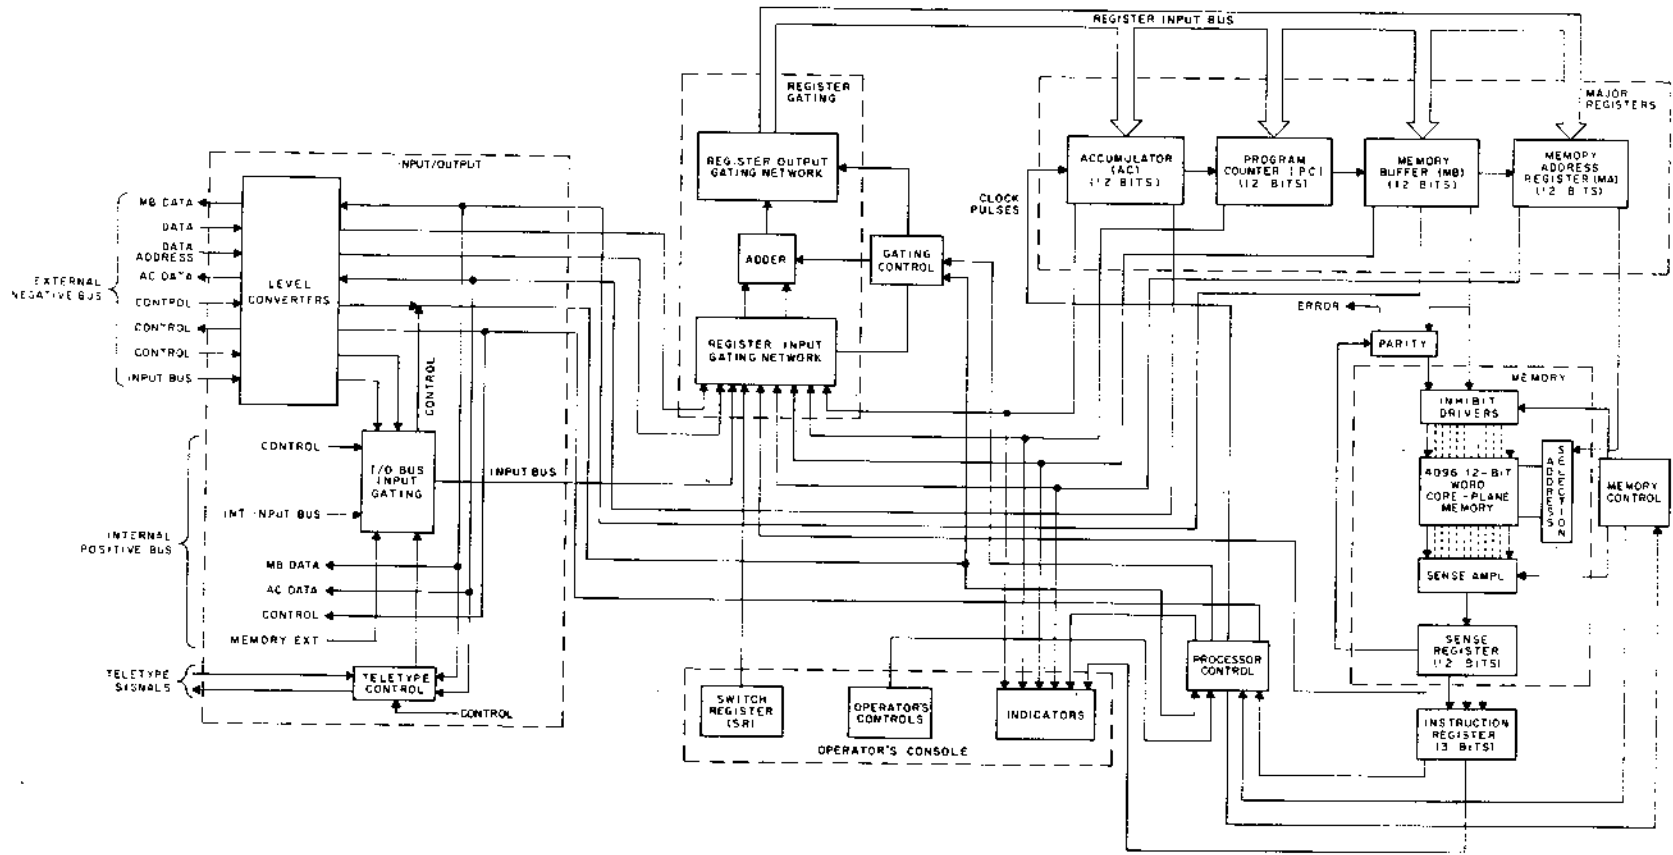 REGISTER INPUT BUS
REGISTER
GATING
MAJOR
REGISTERS
REGISTER OUTPUT
GATING NETWORK
ACCUMULATOR
(AC)
(12 BITS)
PROGRAM
COUNTER (PC)
(12 BITS)
MEMORY
BUFFER (MB)
(12 BITS)
MEMORY
ADDRESS
REGISTER (MA)
(12 BITS)
CLOCK
PULSES
INPUT/OUTPUT
MB DATA
DATA
DATA
ADDRESS
AC DATA
CONTROL
CONTROL
CONTROL
INPUT BUS
EXTERNAL
NEGATIVE BUS
LEVEL
CONVERTERS
ADDER
GATING
CONTROL
REGISTER INPUT
GATING NETWORK
ERROR
PARITY
MEMORY
INHIBIT
DRIVERS
4096 12-BIT
WORD
CORE-PLANE
MEMORY
ADDRESS
SELECTION
MEMORY
CONTROL
SENSE AMPL
SENSE
REGISTER
(12 BITS)
INSTRUCTION
REGISTER
(3 BITS)
CONTROL
CONTROL
I/O BUS
INPUT
GATING
INPUT BUS
INT INPUT BUS
INTERNAL
POSITIVE BUS
MB DATA
AC DATA
CONTROL
MEMORY EXT
TELETYPE
SIGNALS
TELETYPE
CONTROL
CONTROL
SWITCH
REGISTER
(SR)
OPERATOR'S
CONTROLS
INDICATORS
OPERATOR'S CONSOLE
PROCESSOR
CONTROL